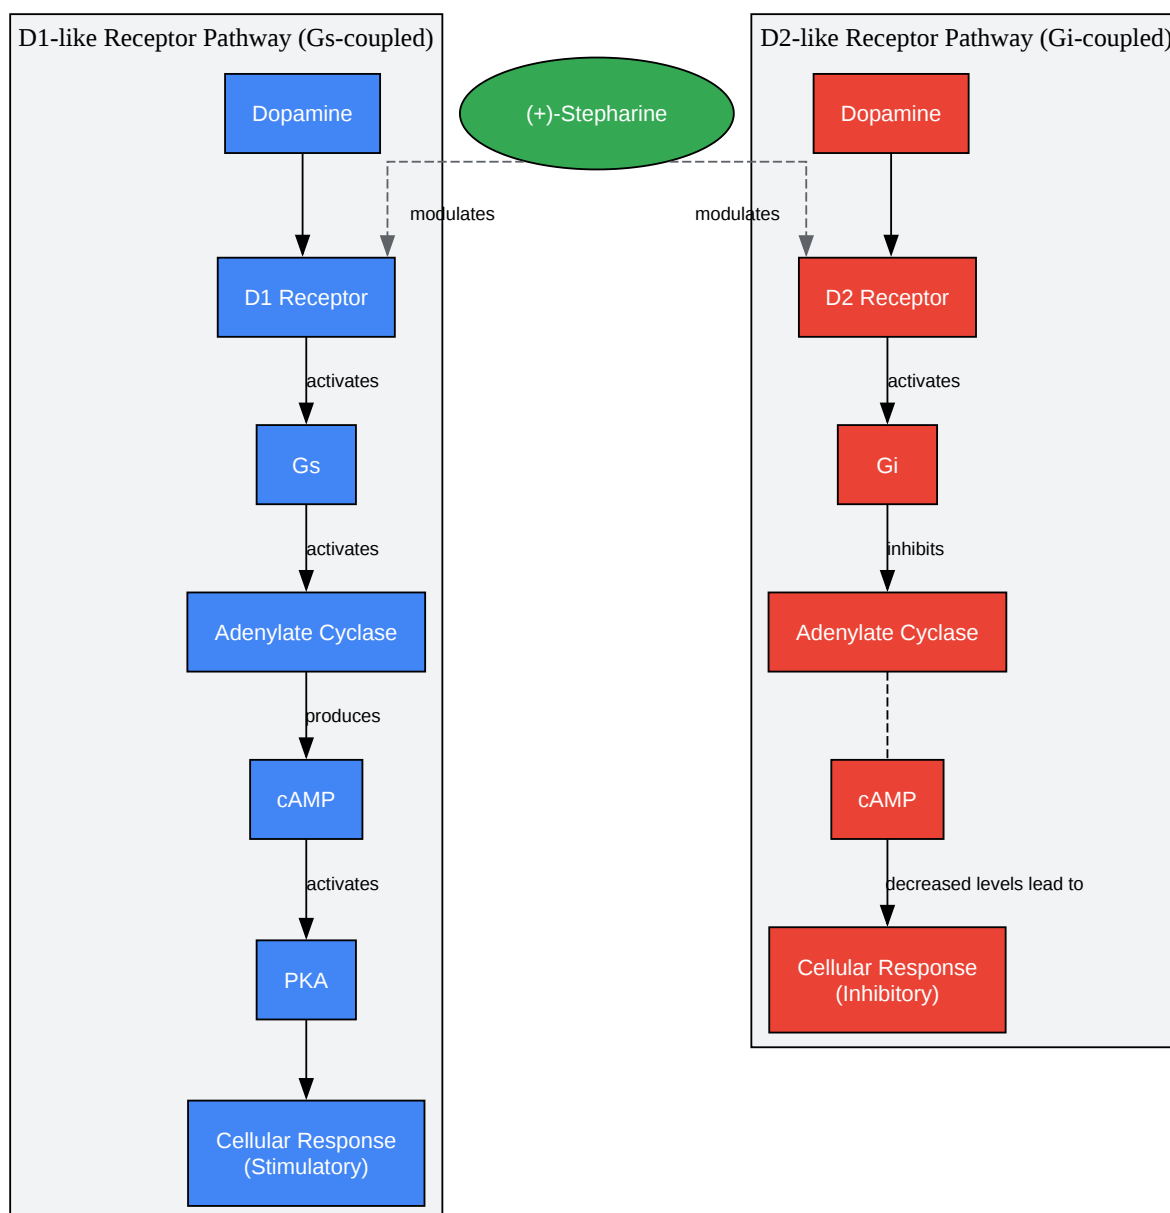 D1-like Receptor Pathway (Gs-coupled)
Dopamine
D1 Receptor
activates
Gs
activates
Adenylate Cyclase
produces
cAMP
activates
PKA
Cellular Response
(Stimulatory)
(+)-Stepharine
modulates
modulates
D2-like Receptor Pathway (Gi-coupled)
Dopamine
D2 Receptor
activates
Gi
inhibits
Adenylate Cyclase
cAMP
decreased levels lead to
Cellular Response
(Inhibitory)